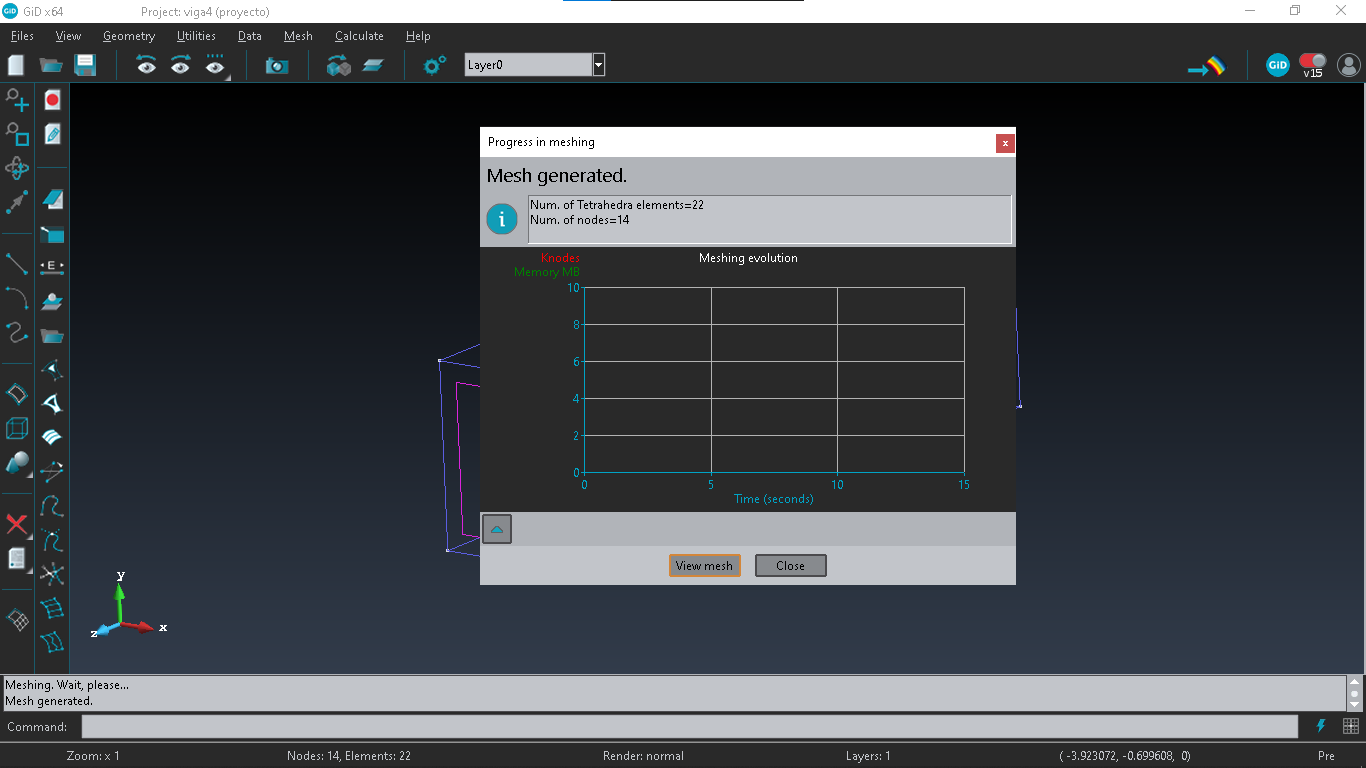 GiD x64 Project: viga4 (proyecto)
Files View Geometry Utilities Data Mesh Calculate Help
Layer0
GiD
v15
Progress in meshing
x
Mesh generated.
i
Num. of Tetrahedra elements=22
Num. of nodes=14
Knodes
Memory MB
Meshing evolution
10
8
6
4
2
0
0 5 10 15
Time (seconds)
View mesh Close
E
y
z
x
Meshing. Wait, please...
Mesh generated.
Command:
Zoom: x 1 Nodes: 14, Elements: 22 Render: normal Layers: 1 ( -3.923072, -0.699608, 0) Pre